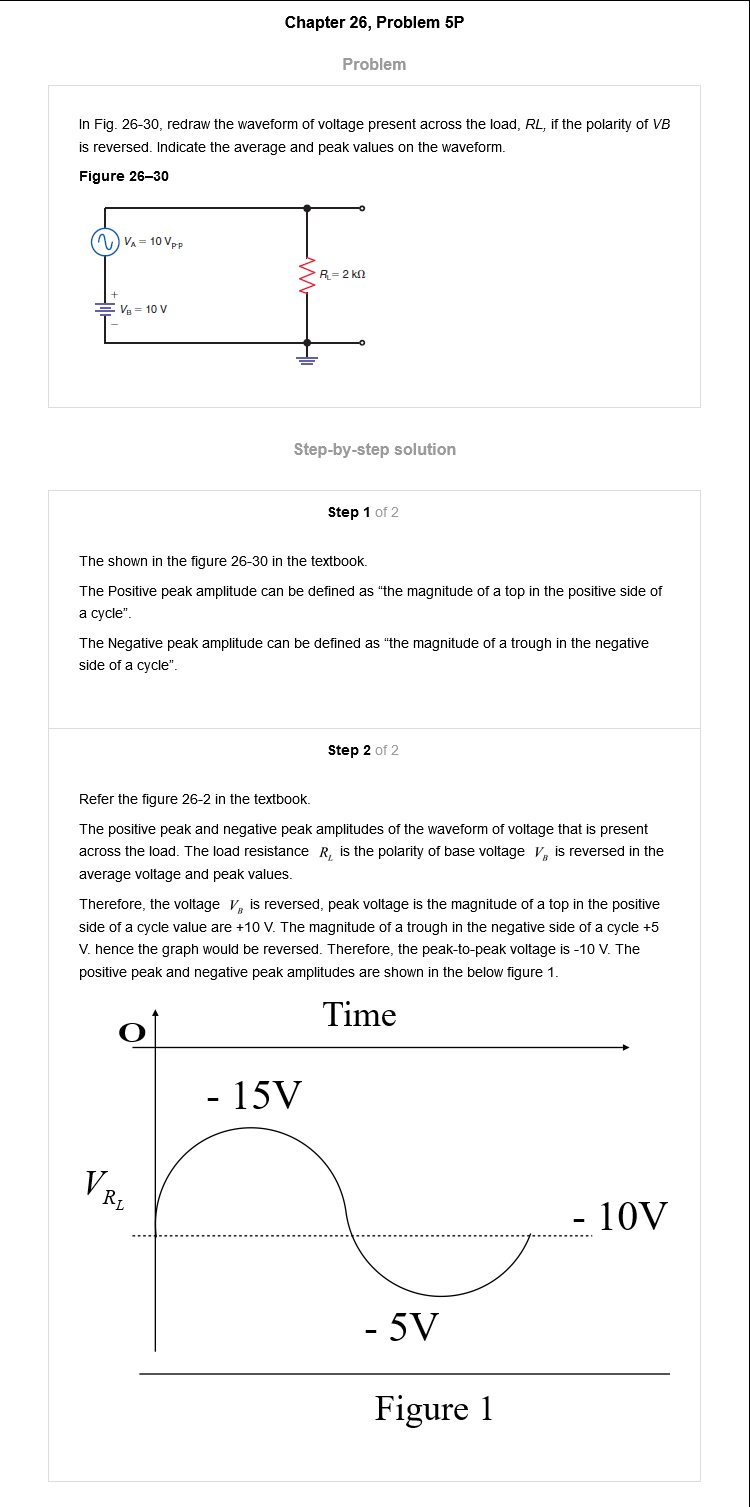 Chapter 26, Problem 5P
Problem
In Fig. 26-30, redraw the waveform of voltage present across the load, RL, if the polarity of VB
is reversed. Indicate the average and peak values on the waveform.
Figure 26–30
VA = 10 Vp-p
RL = 2 kΩ
+
VB = 10 V
−
Step-by-step solution
Step 1 of 2
The shown in the figure 26-30 in the textbook.
The Positive peak amplitude can be defined as “the magnitude of a top in the positive side of
a cycle”.
The Negative peak amplitude can be defined as “the magnitude of a trough in the negative
side of a cycle”.
Step 2 of 2
Refer the figure 26-2 in the textbook.
The positive peak and negative peak amplitudes of the waveform of voltage that is present
across the load. The load resistance RL is the polarity of base voltage VB is reversed in the
average voltage and peak values.
Therefore, the voltage VB is reversed, peak voltage is the magnitude of a top in the positive
side of a cycle value are +10 V. The magnitude of a trough in the negative side of a cycle +5
V. hence the graph would be reversed. Therefore, the peak-to-peak voltage is -10 V. The
positive peak and negative peak amplitudes are shown in the below figure 1.
Time
O
- 15V
VRL
- 10V
- 5V
Figure 1